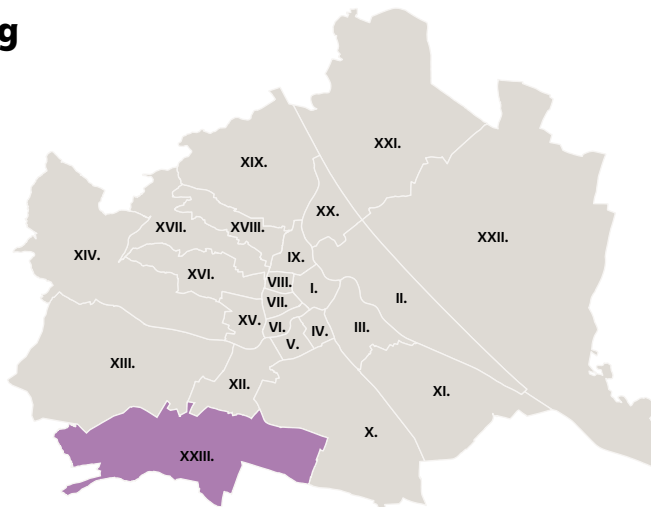 g
XXI.
XIX.
XX.
XVII.
XVIII.
XXII.
XIV.
IX.
XVI.
VIII.
I.
II.
VII.
XV.
VI.
IV.
III.
V.
XIII.
XII.
XI.
X.
XXIII.